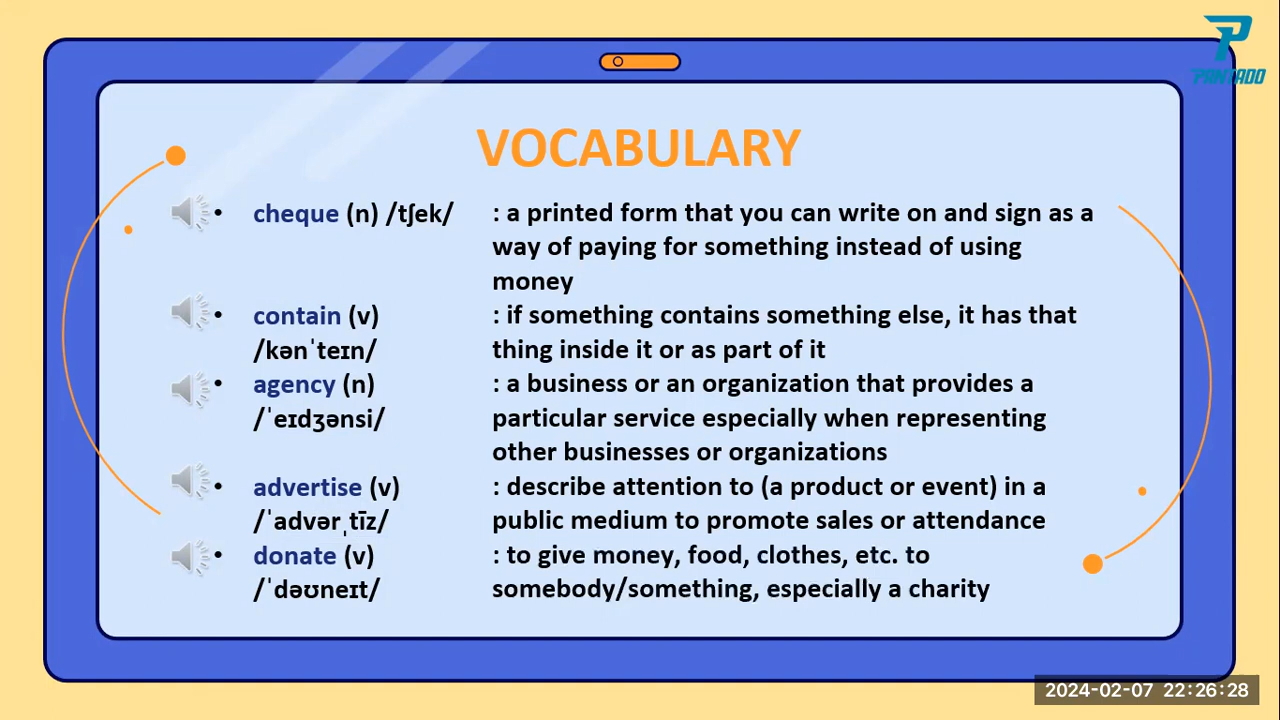 PANTADO
VOCABULARY
• cheque (n) /tʃek/ : a printed form that you can write on and sign as a
way of paying for something instead of using
money
• contain (v) : if something contains something else, it has that
/kənˈteɪn/ thing inside it or as part of it
• agency (n) : a business or an organization that provides a
/ˈeɪdʒənsi/ particular service especially when representing
other businesses or organizations
• advertise (v) : describe attention to (a product or event) in a
/ˈadvərˌtīz/ public medium to promote sales or attendance
• donate (v) : to give money, food, clothes, etc. to
/ˈdəʊneɪt/ somebody/something, especially a charity
2024-02-07 22:26:28